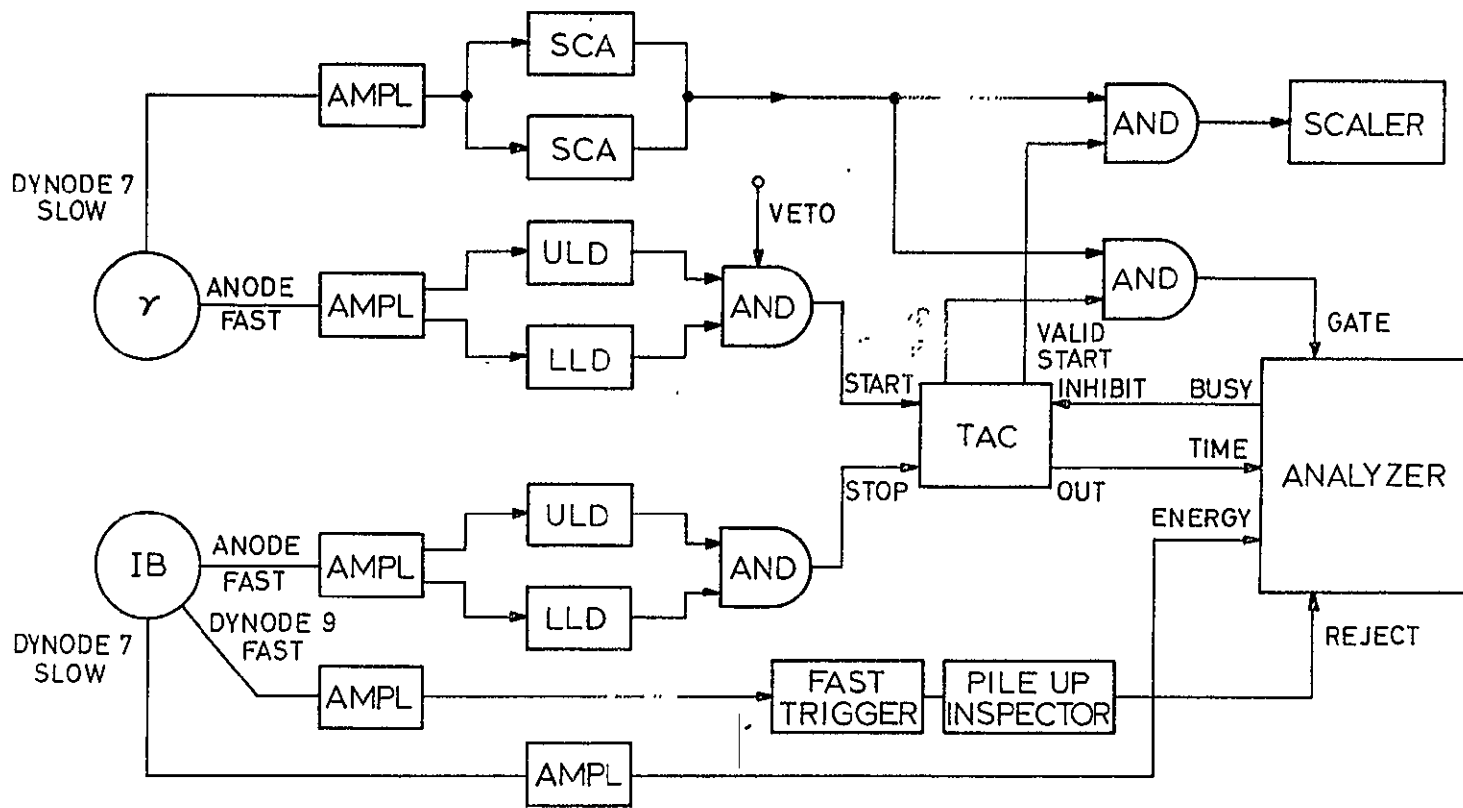 SCA
AMPL
AND
SCALER
SCA
DYNODE 7
SLOW
VETO
ULD
γ
ANODE
FAST
AMPL
AND
AND
LLD
GATE
VALID
START
START
INHIBIT
BUSY
TAC
TIME
ANALYZER
STOP
OUT
ULD
ENERGY
IB
ANODE
FAST
AMPL
AND
LLD
DYNODE 9
FAST
DYNODE 7
SLOW
REJECT
AMPL
FAST
TRIGGER
PILE UP
INSPECTOR
AMPL